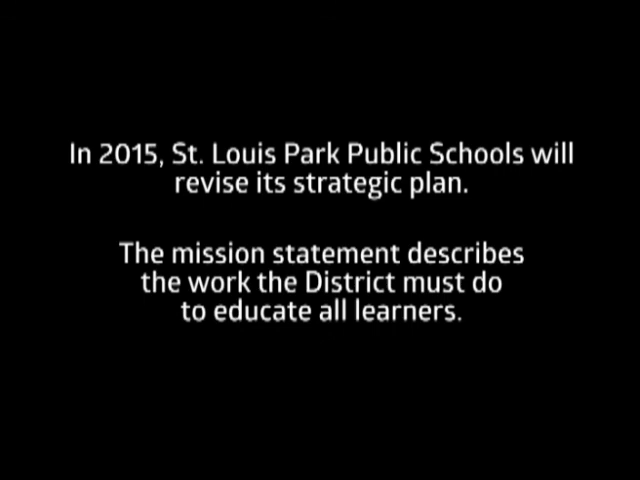 In 2015, St. Louis Park Public Schools will
revise its strategic plan.
The mission statement describes
the work the District must do
to educate all learners.